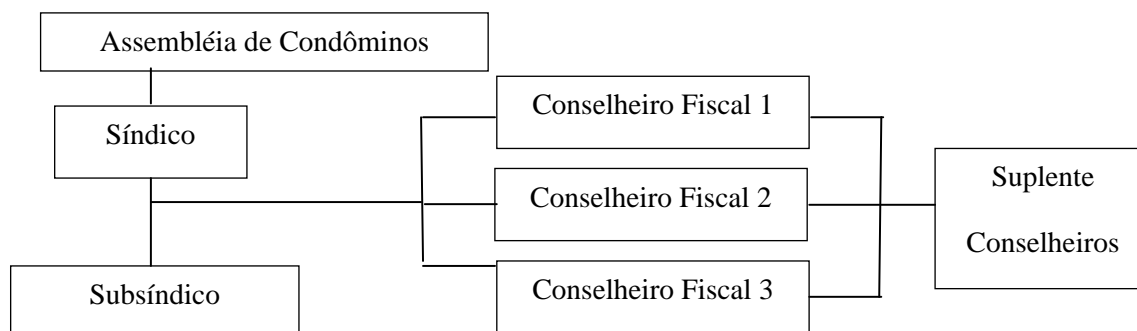 Assembléia de Condôminos
Síndico
Subsíndico
Conselheiro Fiscal 1
Conselheiro Fiscal 2
Conselheiro Fiscal 3
Suplente
Conselheiros